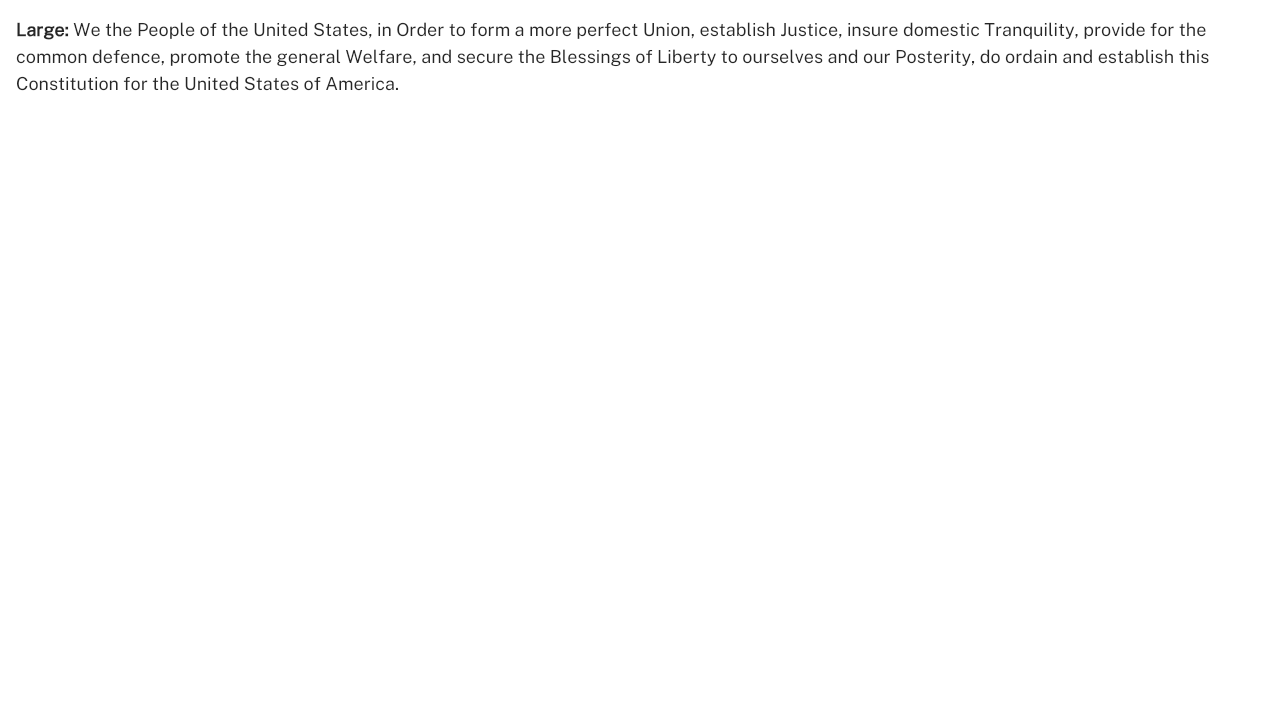 Large: We the People of the United States, in Order to form a more perfect Union, establish Justice, insure domestic Tranquility, provide for the
common defence, promote the general Welfare, and secure the Blessings of Liberty to ourselves and our Posterity, do ordain and establish this
Constitution for the United States of America.